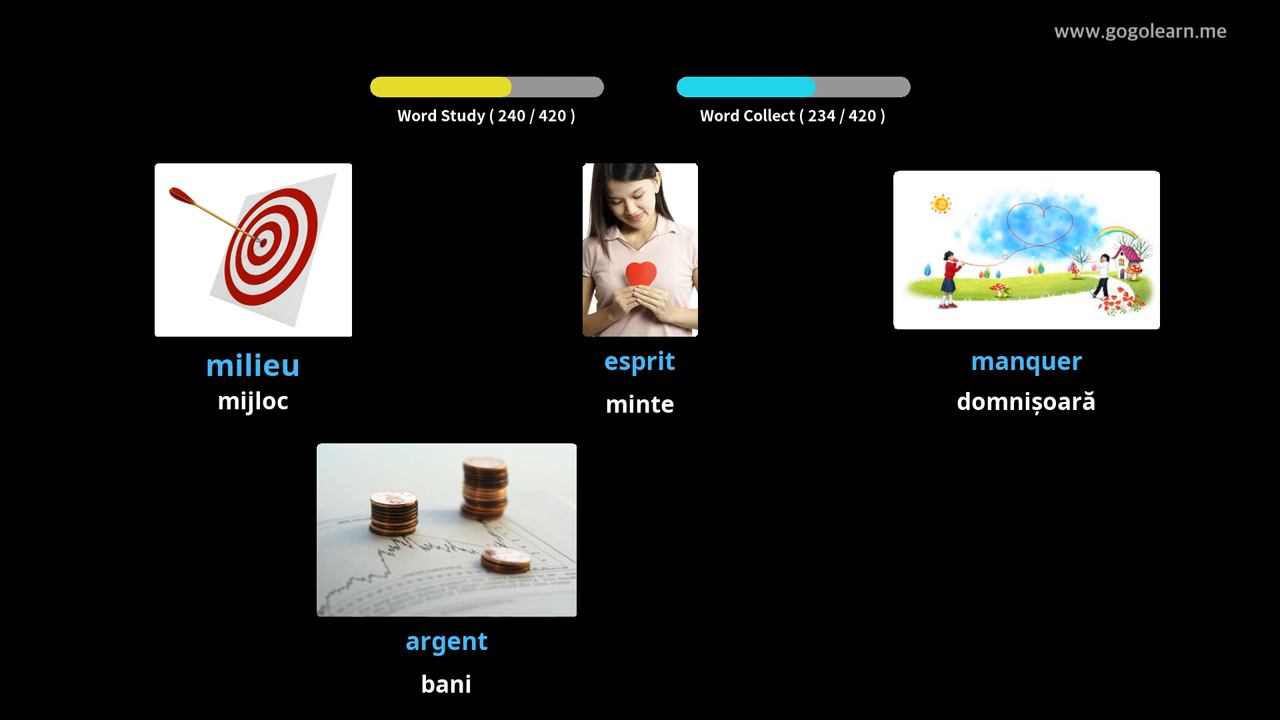 www.gogolearn.me
Word Study ( 240 / 420 )
Word Collect ( 234 / 420 )
milieu
mijloc
esprit
minte
manquer
domnișoară
argent
bani